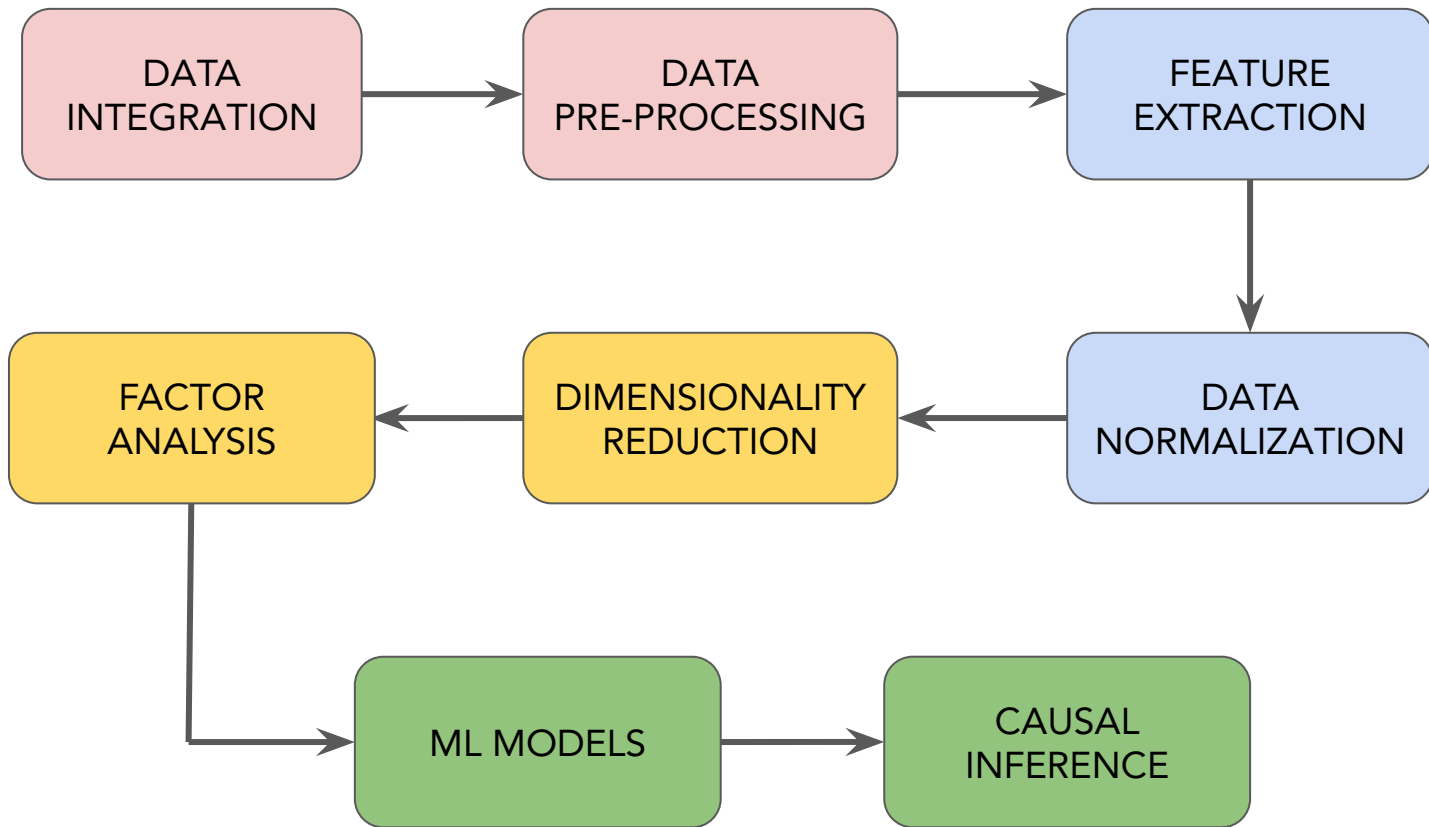 DATA
INTEGRATION
DATA
PRE-PROCESSING
FEATURE
EXTRACTION
DATA
NORMALIZATION
DIMENSIONALITY
REDUCTION
FACTOR
ANALYSIS
ML MODELS
CAUSAL
INFERENCE